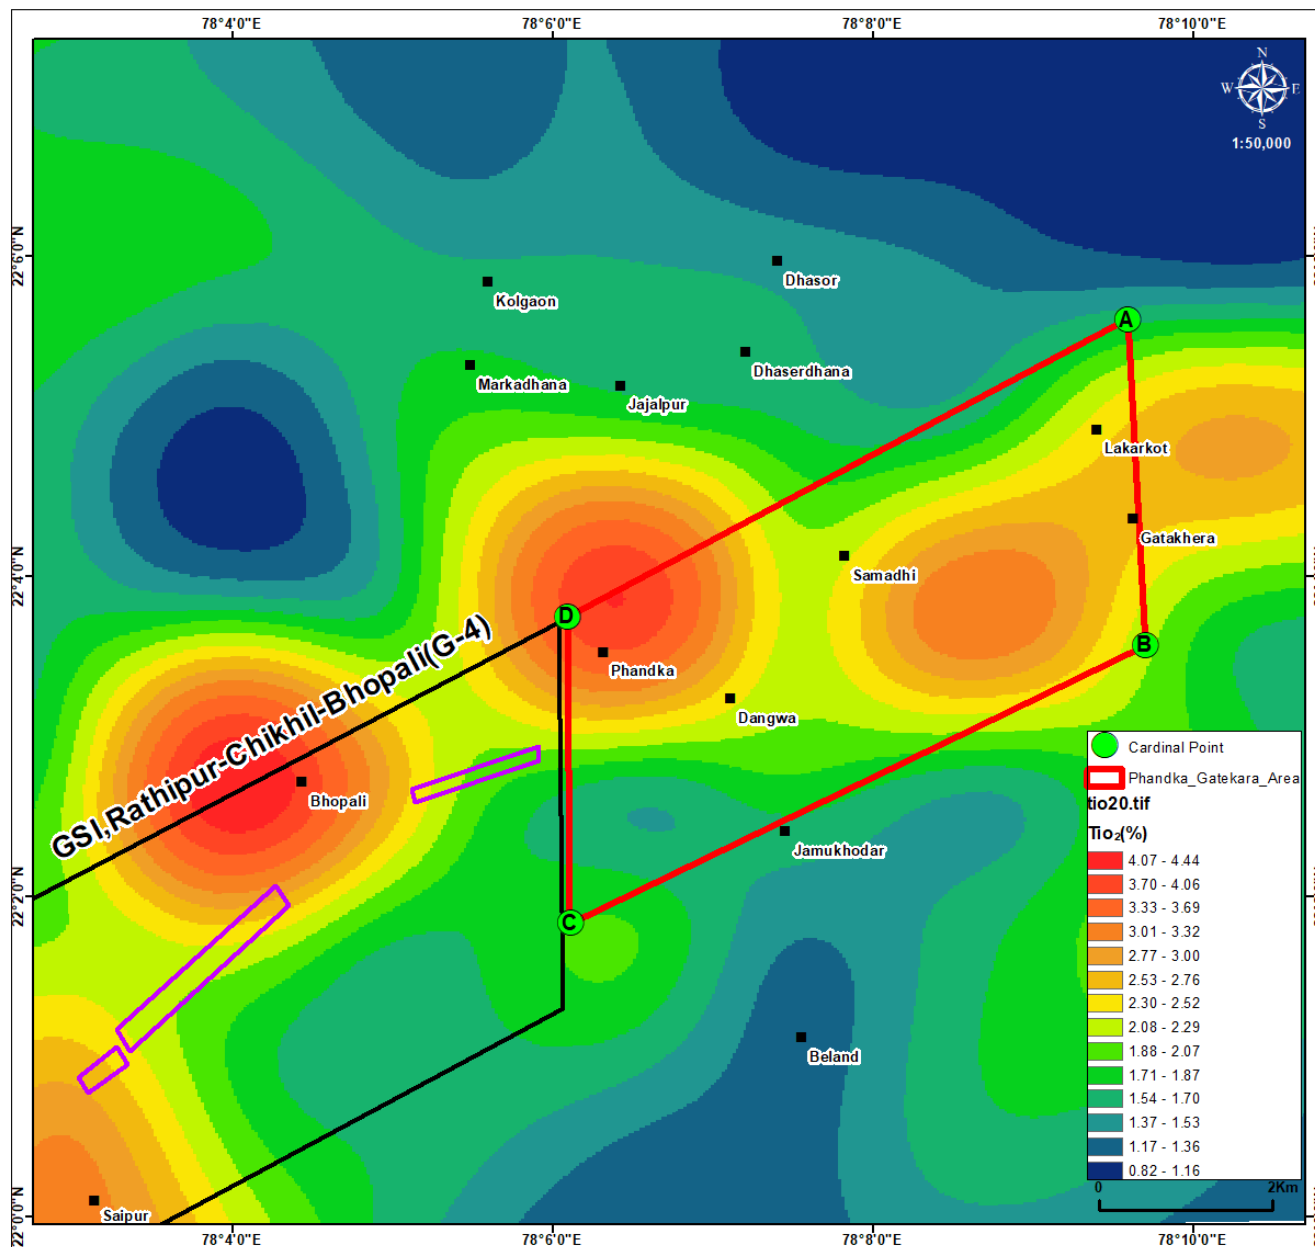 78°4'0"E 78°6'0"E 78°8'0"E 78°10'0"E
N
W E
S
1:50,000
22°6'0"N
Dhasor
Kolgaon
A
Dhaserdhana
Markadhana
Jajalpur
Lakarkot
Gatakhera
22°4'0"N
Samadhi
D
B
GSI,Rathipur-Chikhil-Bhopali(G-4)
Phandka
Dangwa
Bhopali
Jamukhodar
22°2'0"N
C
Beland
Saipur
22°0'0"N
Cardinal Point
Phandka_Gatekara_Area
tio20.tif
Tio₂(%)
4.07 - 4.44
3.70 - 4.06
3.33 - 3.69
3.01 - 3.32
2.77 - 3.00
2.53 - 2.76
2.30 - 2.52
2.08 - 2.29
1.88 - 2.07
1.71 - 1.87
1.54 - 1.70
1.37 - 1.53
1.17 - 1.36
0.82 - 1.16
0 2Km
78°4'0"E 78°6'0"E 78°8'0"E 78°10'0"E